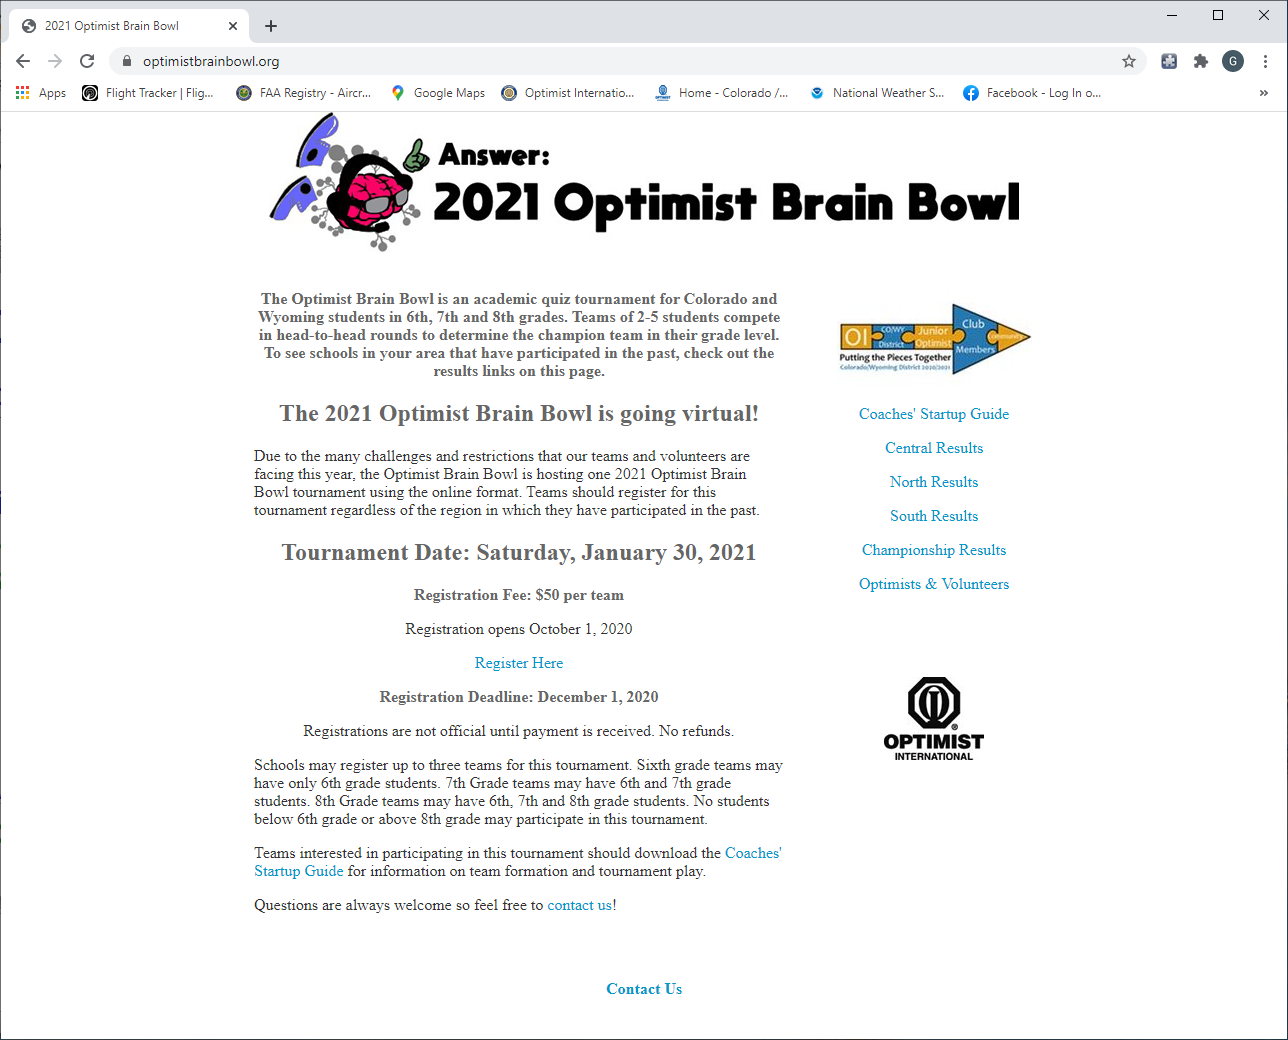 2021 Optimist Brain Bowl
optimistbrainbowl.org
G
Apps
Flight Tracker | Flig...
FAA Registry - Aircr...
Google Maps
Optimist Internatio...
Home - Colorado /...
National Weather S...
Facebook - Log In o...
Answer:
2021 Optimist Brain Bowl
The Optimist Brain Bowl is an academic quiz tournament for Colorado and
Wyoming students in 6th, 7th and 8th grades. Teams of 2-5 students compete
in head-to-head rounds to determine the champion team in their grade level.
To see schools in your area that have participated in the past, check out the
results links on this page.
The 2021 Optimist Brain Bowl is going virtual!
Due to the many challenges and restrictions that our teams and volunteers are
facing this year, the Optimist Brain Bowl is hosting one 2021 Optimist Brain
Bowl tournament using the online format. Teams should register for this
tournament regardless of the region in which they have participated in the past.
Tournament Date: Saturday, January 30, 2021
Registration Fee: $50 per team
Registration opens October 1, 2020
Register Here
Registration Deadline: December 1, 2020
Registrations are not official until payment is received. No refunds.
Schools may register up to three teams for this tournament. Sixth grade teams may
have only 6th grade students. 7th Grade teams may have 6th and 7th grade
students. 8th Grade teams may have 6th, 7th and 8th grade students. No students
below 6th grade or above 8th grade may participate in this tournament.
Teams interested in participating in this tournament should download the Coaches'
Startup Guide for information on team formation and tournament play.
Questions are always welcome so feel free to contact us!
OI
CO/WY
District
Junior
Optimist
Club
Members
Community
Putting the Pieces Together
Colorado/Wyoming District 2020/2021
Coaches' Startup Guide
Central Results
North Results
South Results
Championship Results
Optimists & Volunteers
OPTIMIST
INTERNATIONAL
Contact Us